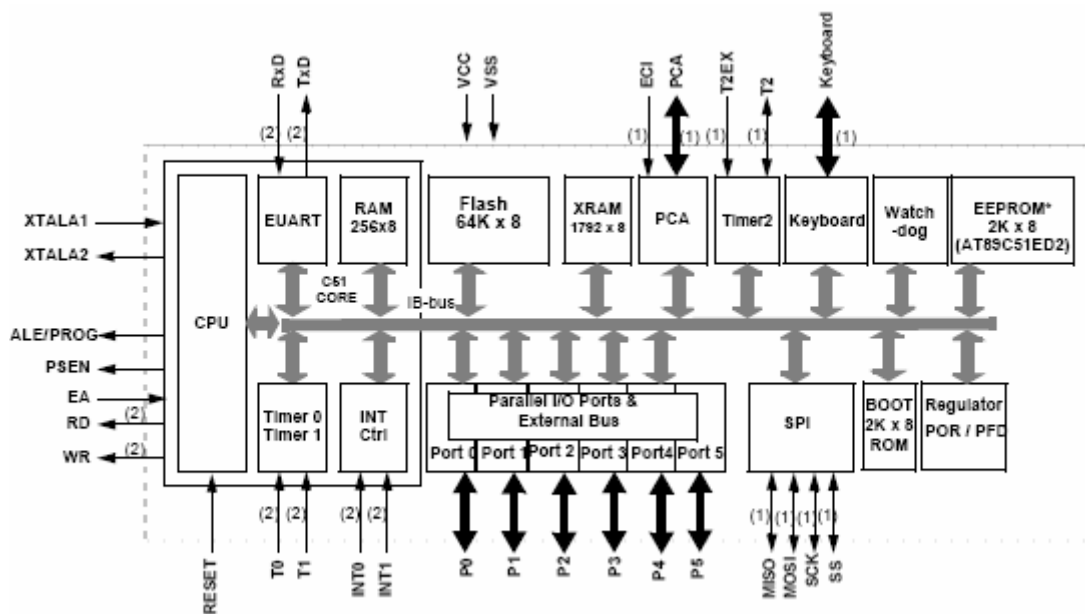 RxD
TxD
VCC
VSS
ECI
PCA
T2EX
T2
Keyboard
(2)
(2)
(1)
(1)
(1)
(1)
(1)
XTALA1
XTALA2
ALE/PROG
PSEN
EA
RD
(2)
WR
(2)
CPU
EUART
RAM
256x8
Flash
64K x 8
XRAM
1792 x 8
PCA
Timer2
Keyboard
Watch
-dog
EEPROM*
2K x 8
(AT89C51ED2)
C51
CORE
IB-bus
Timer 0
Timer 1
INT
Ctrl
Parallel I/O Ports &
External Bus
Port 0
Port 1
Port 2
Port 3
Port4
Port 5
SPI
BOOT
2K x 8
ROM
Regulator
POR / PFD
(2)
(2)
(2)
(2)
(1)
(1)
(1)
(1)
RESET
T0
T1
INT0
INT1
P0
P1
P2
P3
P4
P5
MISO
MOSI
SCK
SS